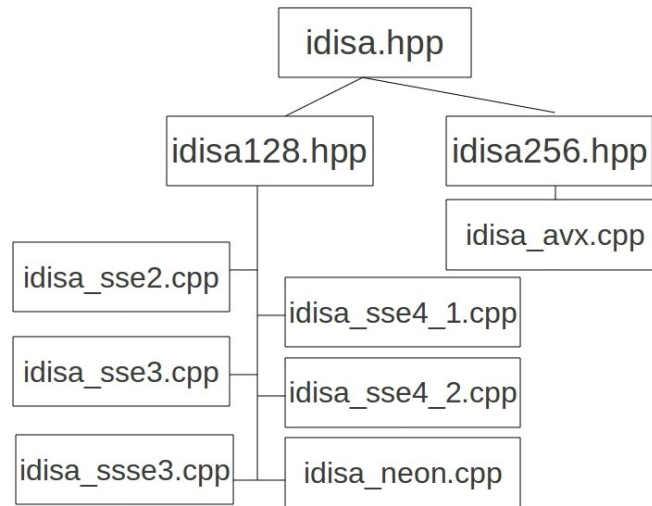 idisa.hpp
idisa128.hpp
idisa256.hpp
idisa_avx.cpp
idisa_sse2.cpp
idisa_sse4_1.cpp
idisa_sse3.cpp
idisa_sse4_2.cpp
idisa_ssse3.cpp
idisa_neon.cpp